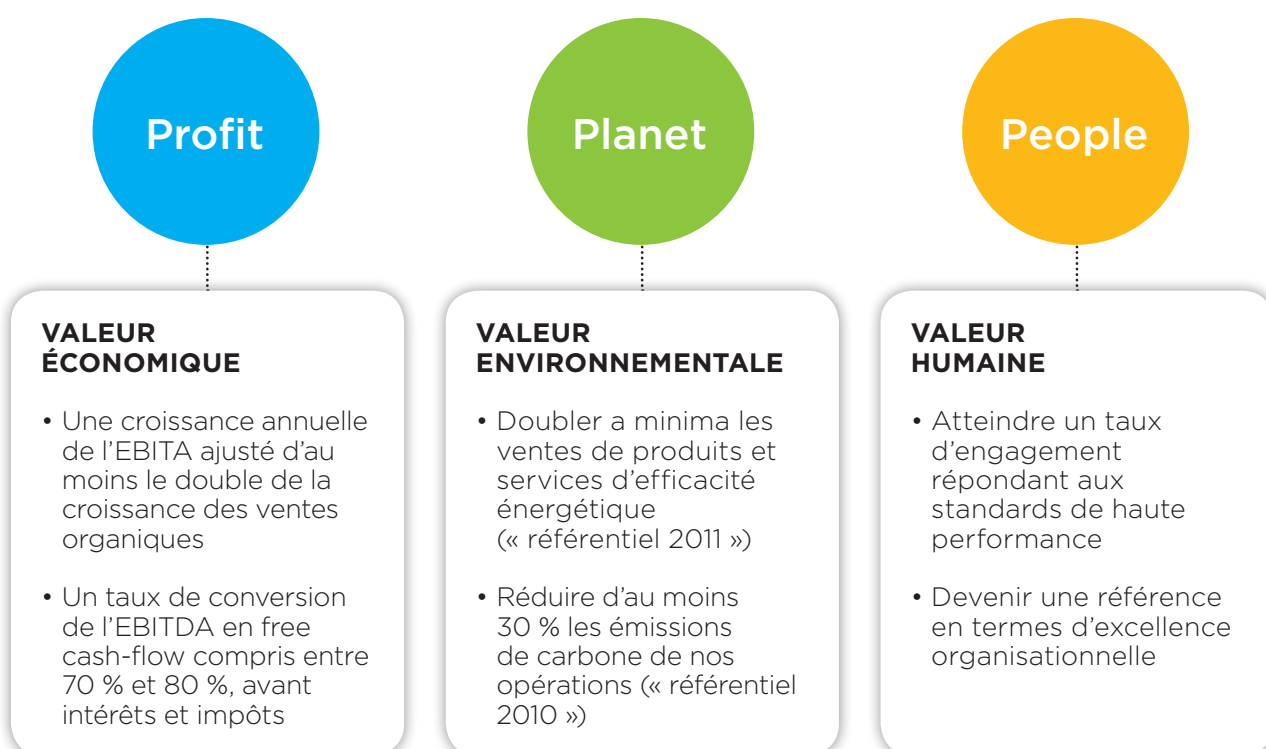 Profit
VALEUR
ÉCONOMIQUE
• Une croissance annuelle
de l’EBITA ajusté d’au
moins le double de la
croissance des ventes
organiques
• Un taux de conversion
de l’EBITDA en free
cash-flow compris entre
70 % et 80 %, avant
intérêts et impôts
Planet
VALEUR
ENVIRONNEMENTALE
• Doubler a minima les
ventes de produits et
services d’efficacité
énergétique
(« référentiel 2011 »)
• Réduire d’au moins
30 % les émissions
de carbone de nos
opérations (« référentiel
2010 »)
People
VALEUR
HUMAINE
• Atteindre un taux
d’engagement
répondant aux
standards de haute
performance
• Devenir une référence
en termes d’excellence
organisationnelle